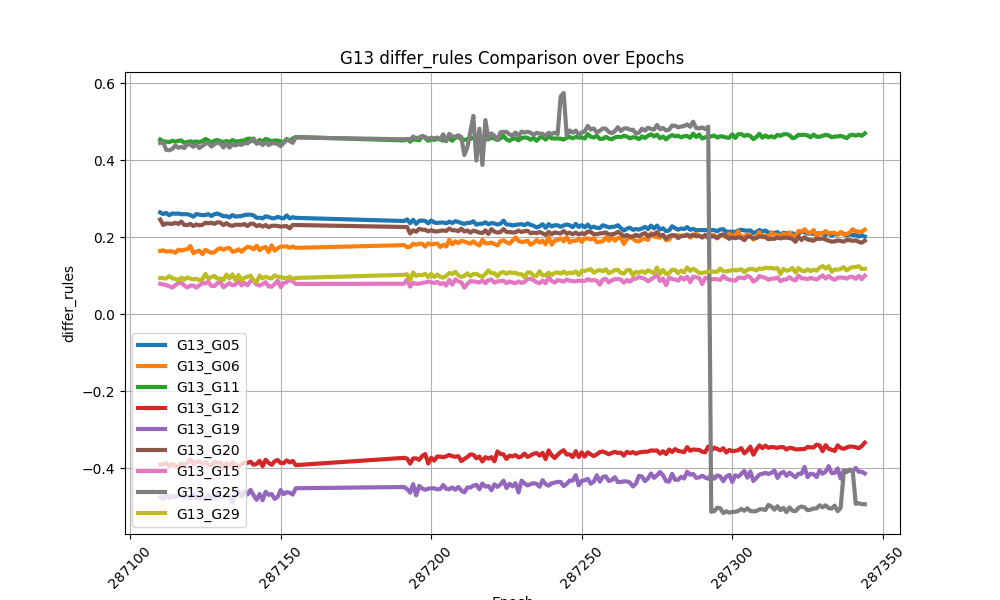 G13 differ_rules Comparison over Epochs
differ_rules
0.6
0.4
0.2
0.0
−0.2
−0.4
G13_G05
G13_G06
G13_G11
G13_G12
G13_G19
G13_G20
G13_G15
G13_G25
G13_G29
287100
287150
287200
287250
287300
287350
Epoch